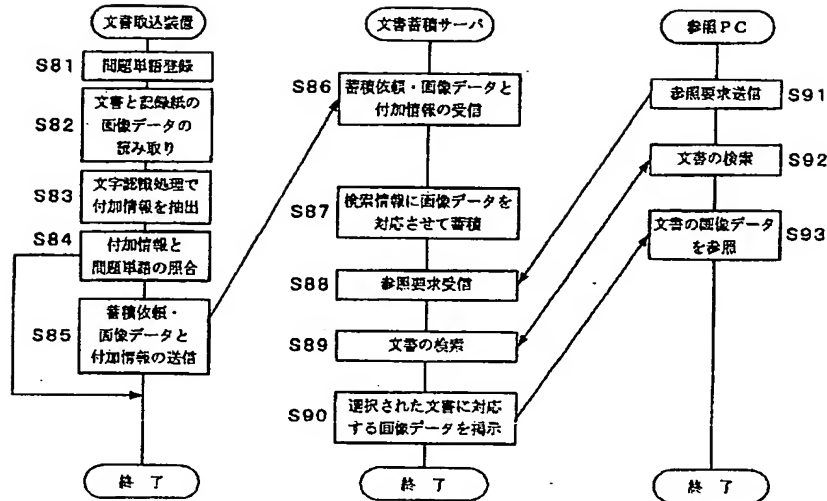 文書取込装置
S81
問題単語登録
S82
文書と記録紙の
画像データの
読み取り
S83
文字認識処理で
付加情報を抽出
S84
付加情報と
問題単語の照合
S85
蓄積依頼・
画像データと
付加情報の送信
終 了
文書蓄積サーバ
S86
蓄積依頼・画像データと
付加情報の受信
S87
検索情報に画像データを
対応させて蓄積
S88
参照要求受信
S89
文書の検索
S90
選択された文書に対応
する画像データを掲示
終 了
参照PC
参照要求送信
S91
文書の検索
S92
文書の画像データ
を参照
S93
終 了